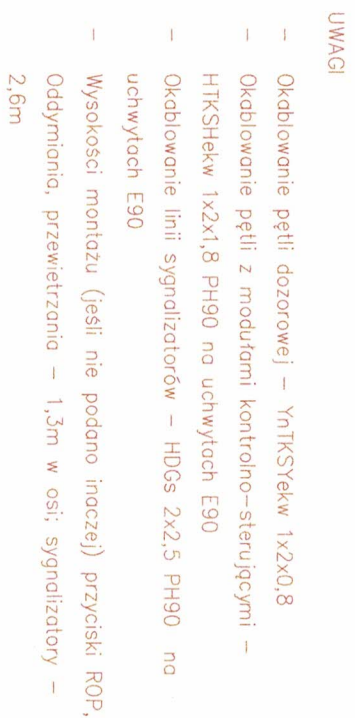 UWAGI
– Okablowanie pętli dozorowej – YnTKSYekw 1x2x0,8
– Okablowanie pętli z modułami kontrolno–sterującymi –
HTKSHekw 1x2x1,8 PH90 na uchwytach E90
– Okablowanie linii sygnalizatorów – HDGs 2x2,5 PH90 na
uchwytach E90
– Wysokości montażu (jeśli nie podano inaczej) przyciski ROP,
Oddymiania, przewietrzania – 1,3m w osi; sygnalizatory –
2,6m